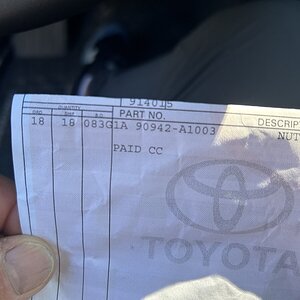 914015
QUANTITY
ORD. SHP. B.O. PART NO. DESCRIP
18 18 083G1A 90942-A1003 NUT
PAID CC
TOYOTA